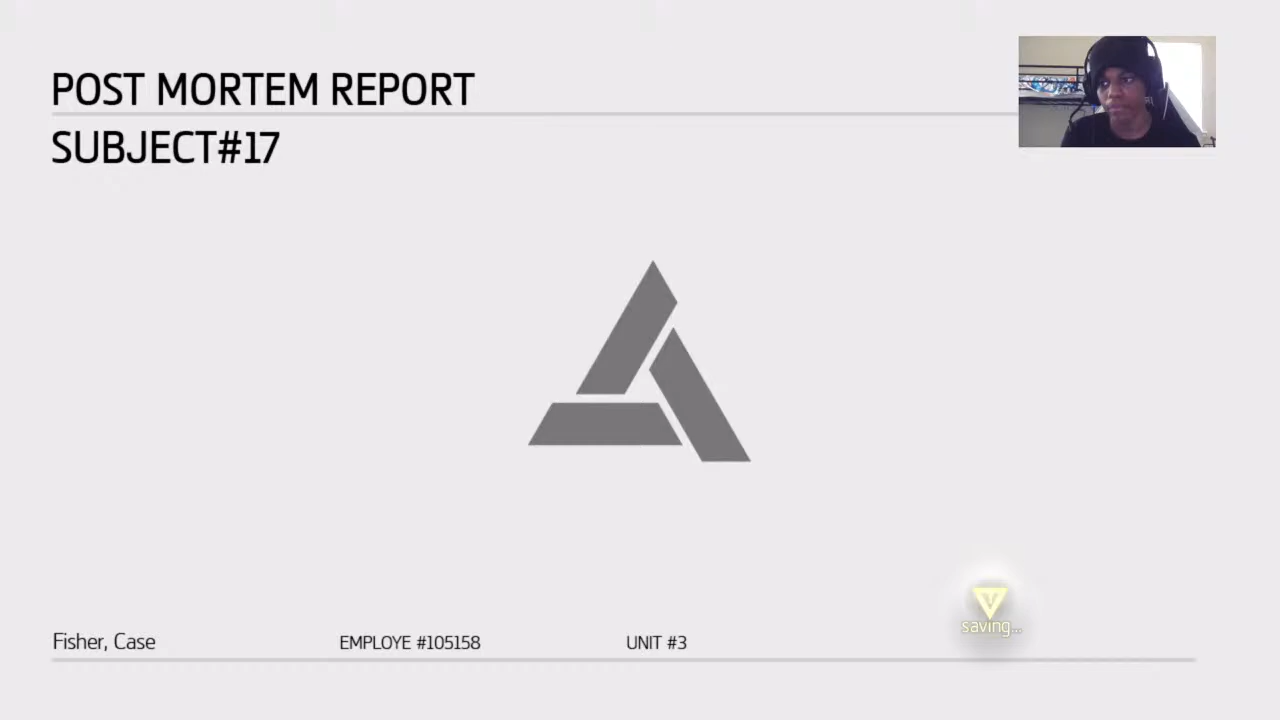 POST MORTEM REPORT
SUBJECT#17
saving...
Fisher, Case
EMPLOYE #105158
UNIT #3